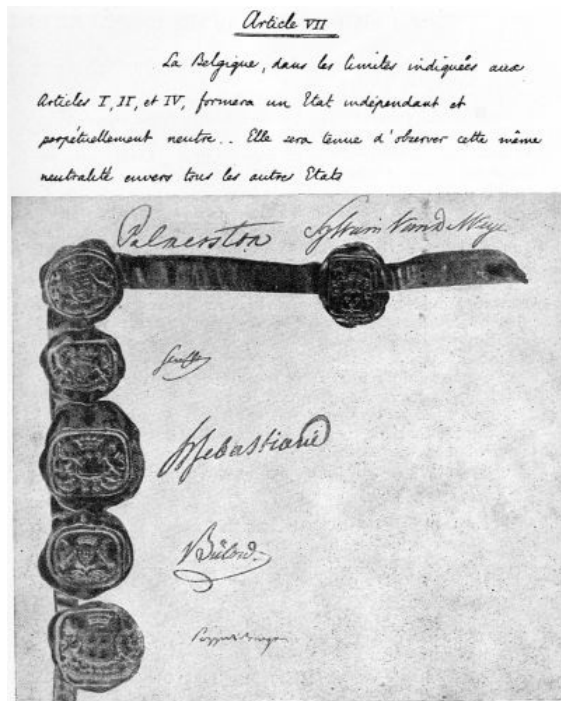 Article VII
La Belgique, dans les limites indiquées aux
Articles I, II, et IV, formera un Etat indépendant et
perpétuellement neutre.. Elle sera tenue d'observer cette même
neutralité envers tous les autres Etats
Palmerston Sylvain Van de Weyer
Senfft
H Sebastiani
Bülow